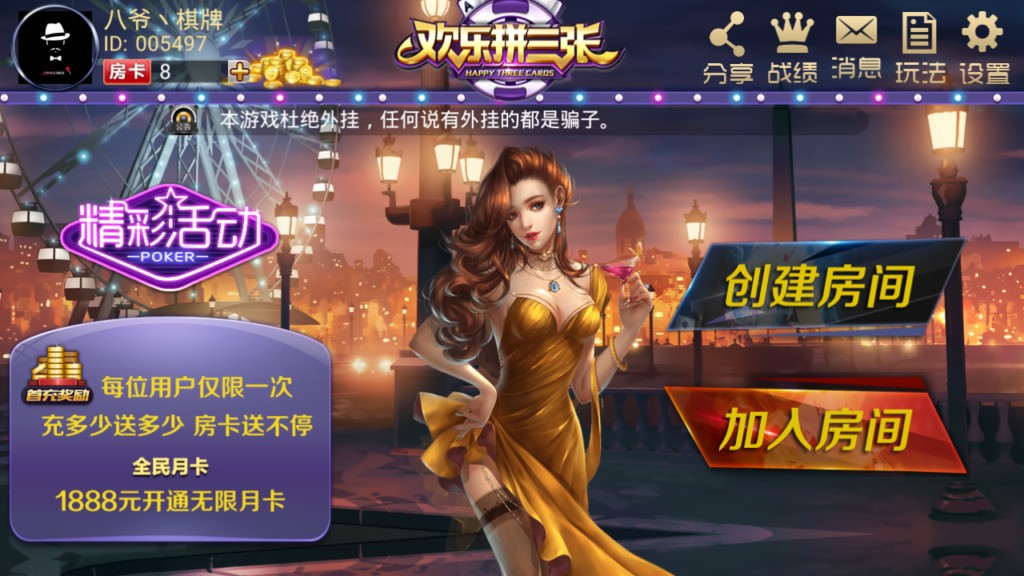 八爷丶棋牌
ID: 005497
房卡 8
欢乐拼三张
HAPPY THREE CARDS
分享 战绩 消息 玩法 设置
公告
本游戏杜绝外挂，任何说有外挂的都是骗子。
精彩活动
POKER
首充奖励
每位用户仅限一次
充多少送多少 房卡送不停
全民月卡
1888元开通无限月卡
创建房间
加入房间